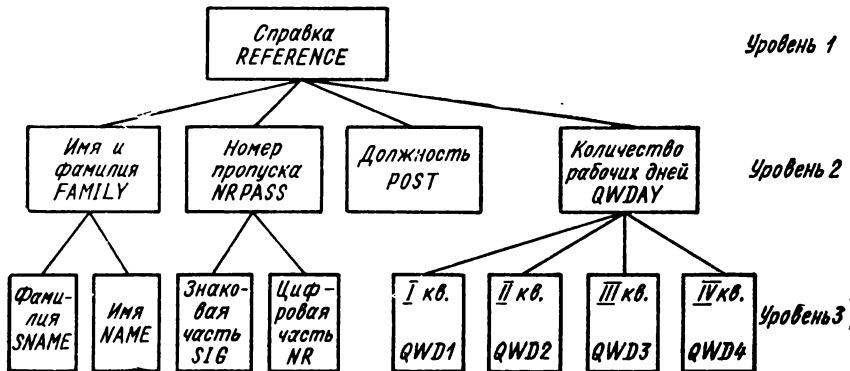 Справка
REFERENCE
Уровень 1
Имя и
фамилия
FAMILY
Номер
пропуска
NRPASS
Должность
POST
Количество
рабочих дней
QWDAY
Уровень 2
Фами-
лия
SNAME
Имя
NAME
Знако-
вая
часть
SIG
Циф-
ровая
часть
NR
I кв.
QWD1
II кв.
QWD2
III кв.
QWD3
IV кв.
QWD4
Уровень 3